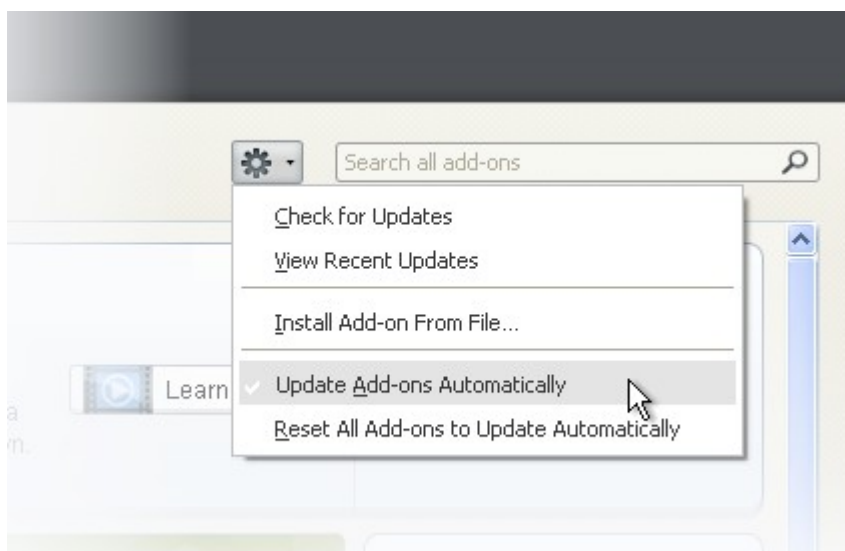 Search all add-ons
Check for Updates
View Recent Updates
Install Add-on From File...
Learn
Update Add-ons Automatically
a
Reset All Add-ons to Update Automatically